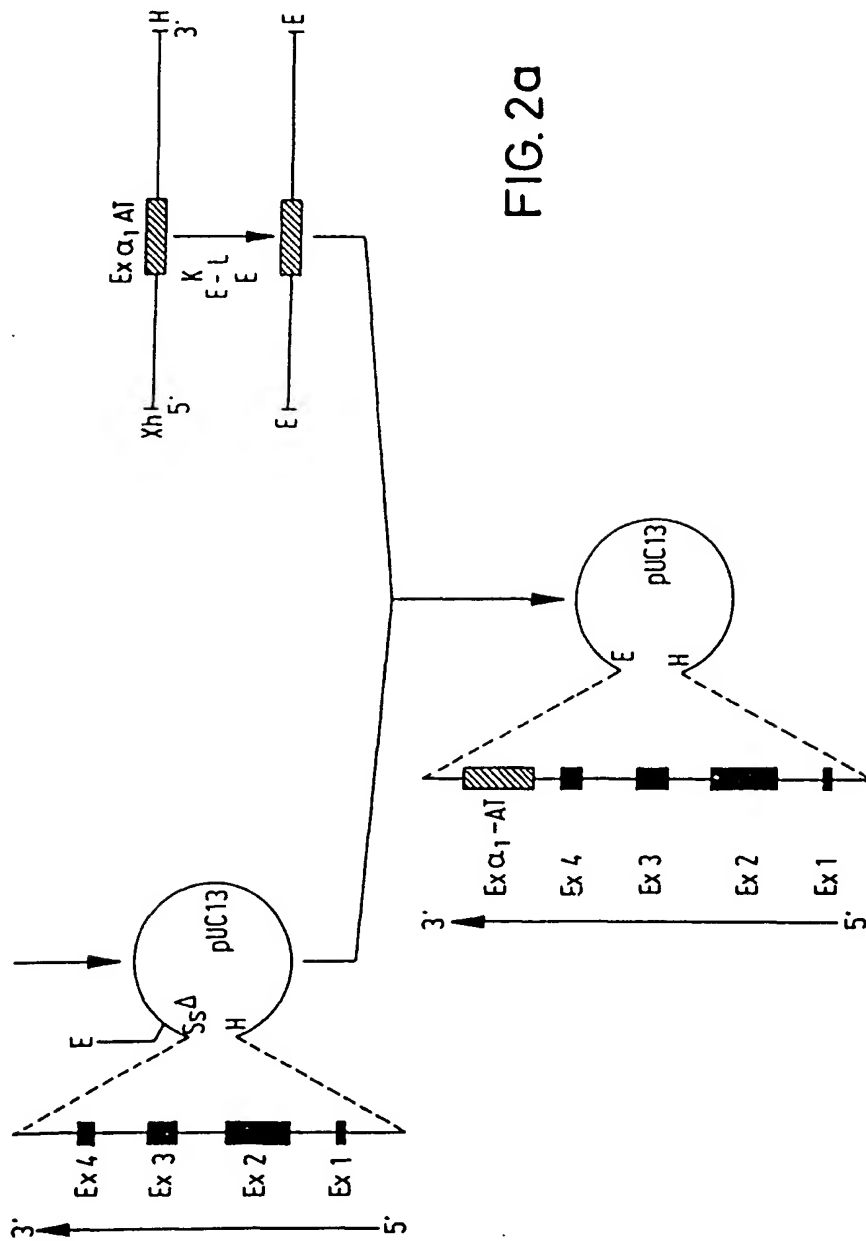 Xh
5'
Ex α₁ AT
H
3'
K
E-L
E
E
E
FIG. 2a
3'
Ex 4
Ex 3
Ex 2
Ex 1
5'
E
Ss Δ
H
pUC13
3'
Ex α₁-AT
Ex 4
Ex 3
Ex 2
Ex 1
5'
E
H
pUC13